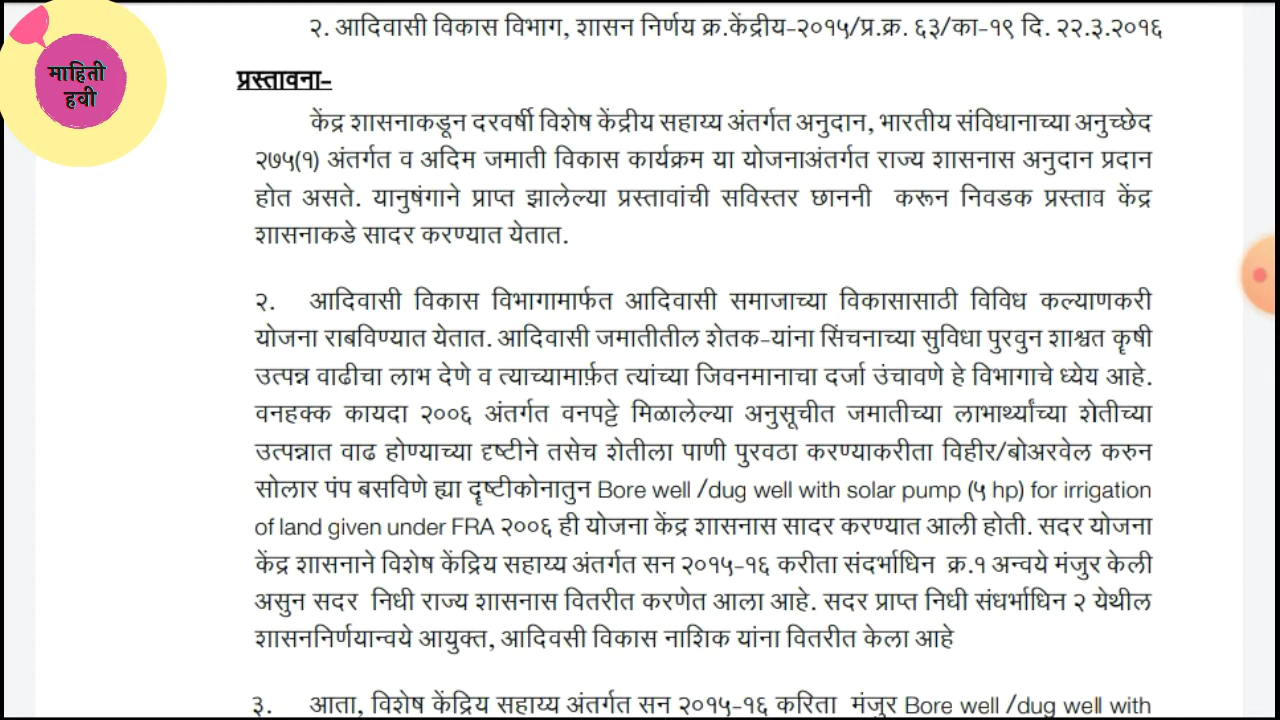 माहिती
हवी
२. आदिवासी विकास विभाग, शासन निर्णय क्र.केंद्रीय-२०१५/प्र.क्र. ६३/का-१९ दि. २२.३.२०१६
प्रस्तावना-
केंद्र शासनाकडून दरवर्षी विशेष केंद्रीय सहाय्य अंतर्गत अनुदान, भारतीय संविधानाच्या अनुच्छेद
२७५(१) अंतर्गत व अदिम जमाती विकास कार्यक्रम या योजनाअंतर्गत राज्य शासनास अनुदान प्रदान
होत असते. यानुषंगाने प्राप्त झालेल्या प्रस्तावांची सविस्तर छाननी करून निवडक प्रस्ताव केंद्र
शासनाकडे सादर करण्यात येतात.
२. आदिवासी विकास विभागामार्फत आदिवासी समाजाच्या विकासासाठी विविध कल्याणकरी
योजना राबविण्यात येतात. आदिवासी जमातीतील शेतक-यांना सिंचनाच्या सुविधा पुरवुन शाश्वत कृषी
उत्पन्न वाढीचा लाभ देणे व त्याच्यामार्फ़त त्यांच्या जिवनमानाचा दर्जा उंचावणे हे विभागाचे ध्येय आहे.
वनहक्क कायदा २००६ अंतर्गत वनपट्टे मिळालेल्या अनुसूचीत जमातीच्या लाभार्थ्यांच्या शेतीच्या
उत्पन्नात वाढ होण्याच्या दृष्टीने तसेच शेतीला पाणी पुरवठा करण्याकरीता विहीर/बोअरवेल करुन
सोलार पंप बसविणे ह्या दृष्टीकोनातुन Bore well /dug well with solar pump (५ hp) for irrigation
of land given under FRA २००६ ही योजना केंद्र शासनास सादर करण्यात आली होती. सदर योजना
केंद्र शासनाने विशेष केंद्रिय सहाय्य अंतर्गत सन २०१५-१६ करीता संदर्भाधिन क्र.१ अन्वये मंजुर केली
असुन सदर निधी राज्य शासनास वितरीत करणेत आला आहे. सदर प्राप्त निधी संधर्भाधिन २ येथील
शासननिर्णयान्वये आयुक्त, आदिवसी विकास नाशिक यांना वितरीत केला आहे
३. आता, विशेष केंद्रिय सहाय्य अंतर्गत सन २०१५-१६ करिता मंजुर Bore well /dug well with